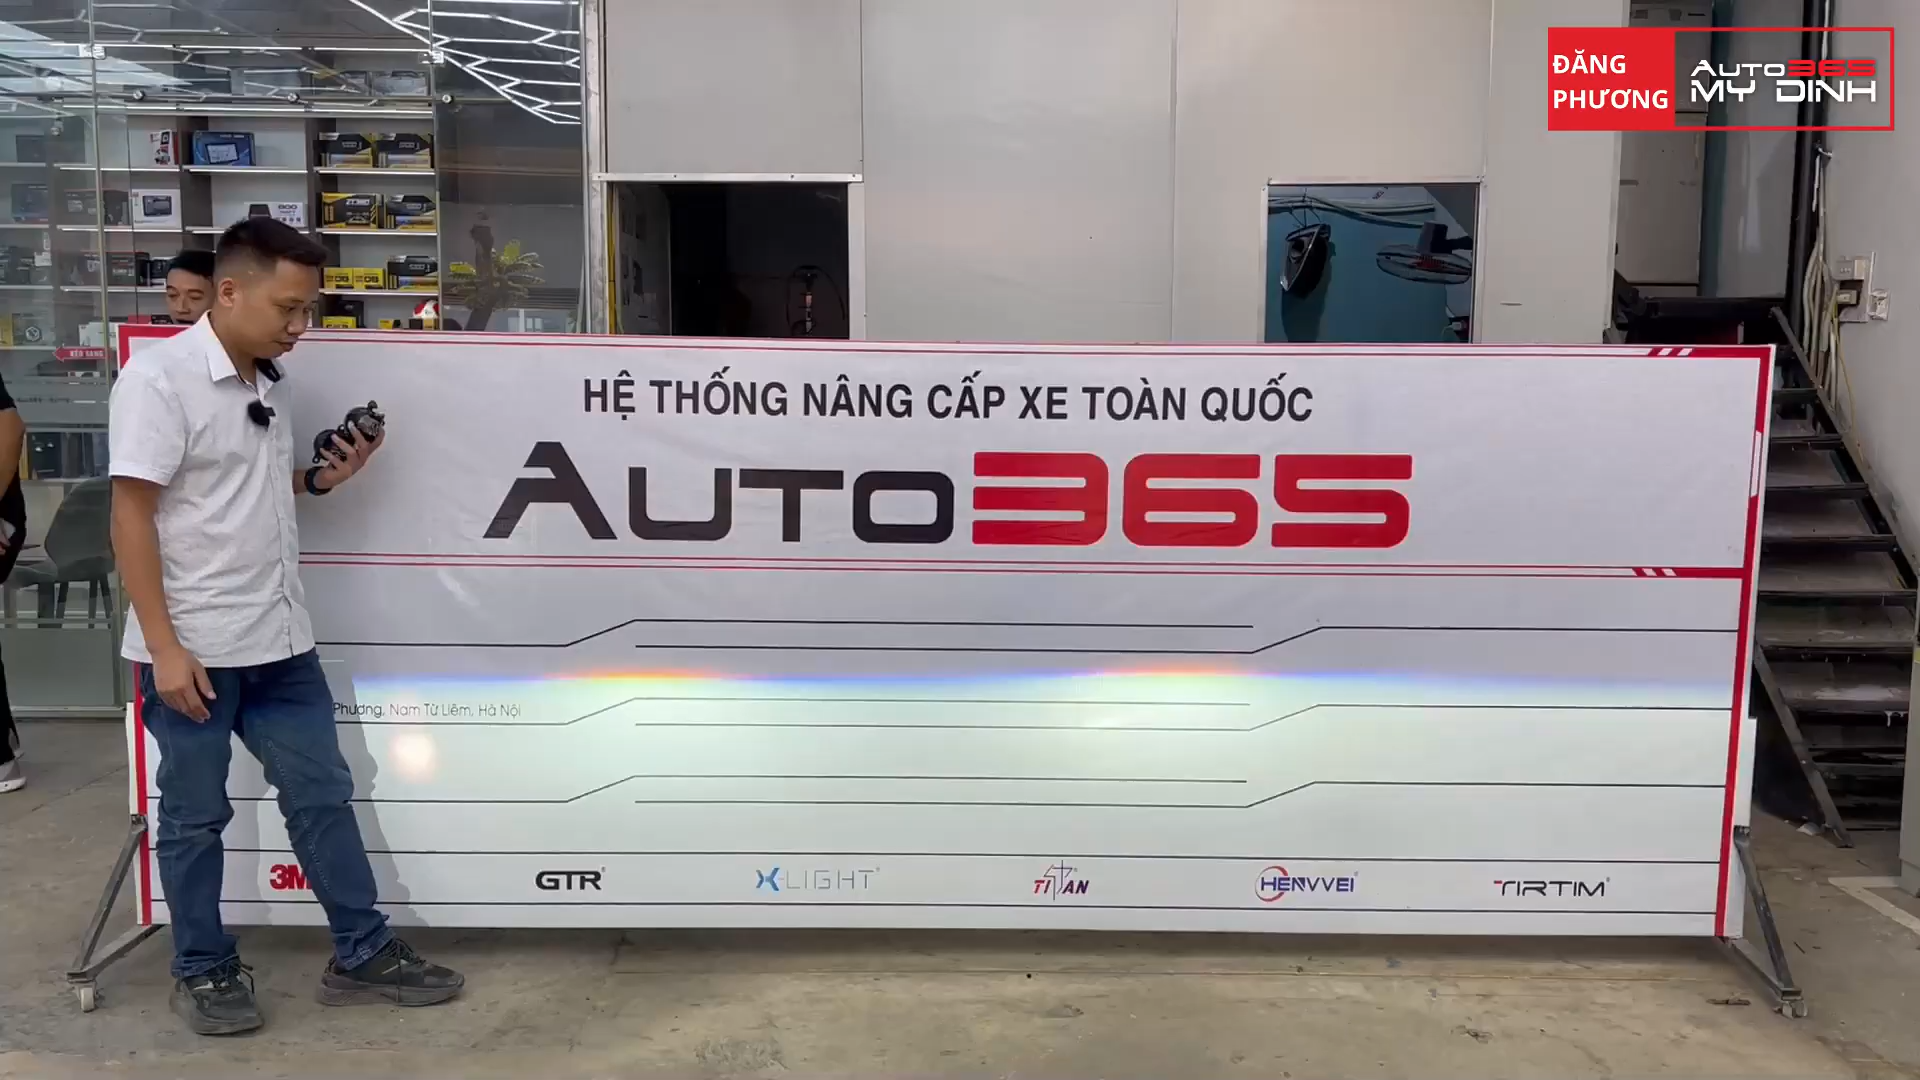 ĐĂNG
PHƯƠNG
AUTO365
MY DINH
HỆ THỐNG NÂNG CẤP XE TOÀN QUỐC
AUTO365
Phương, Nam Từ Liêm, Hà Nội
3M
GTR
X-LIGHT
TITAN
HENVVEI
TIRTIM